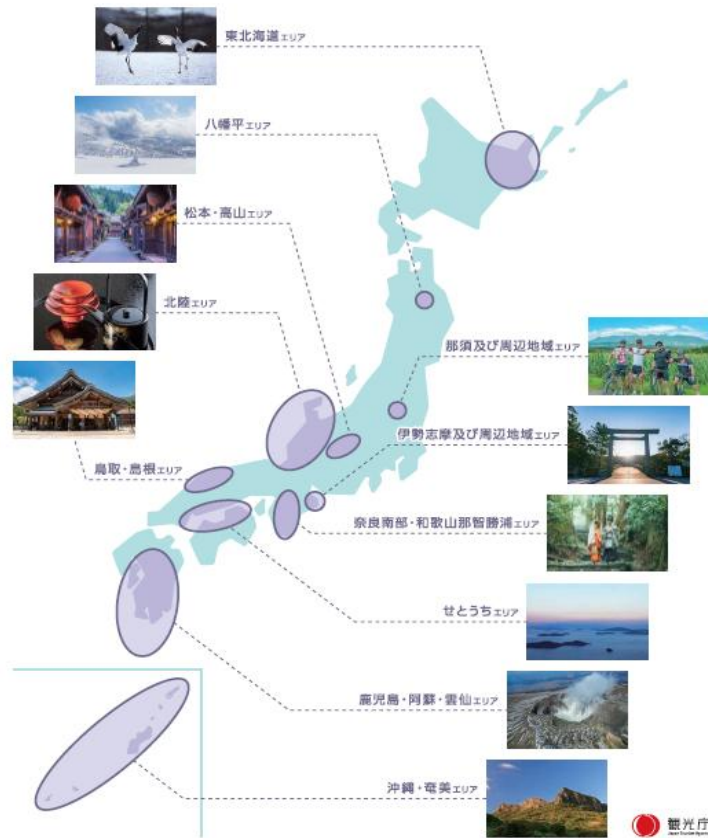 東北海道エリア
八幡平エリア
松本・高山エリア
北陸エリア
那須及び周辺地域エリア
伊勢志摩及び周辺地域エリア
鳥取・島根エリア
奈良南部・和歌山那智勝浦エリア
せとうちエリア
鹿児島・阿蘇・雲仙エリア
沖縄・奄美エリア
観光庁
Japan Tourism Agency